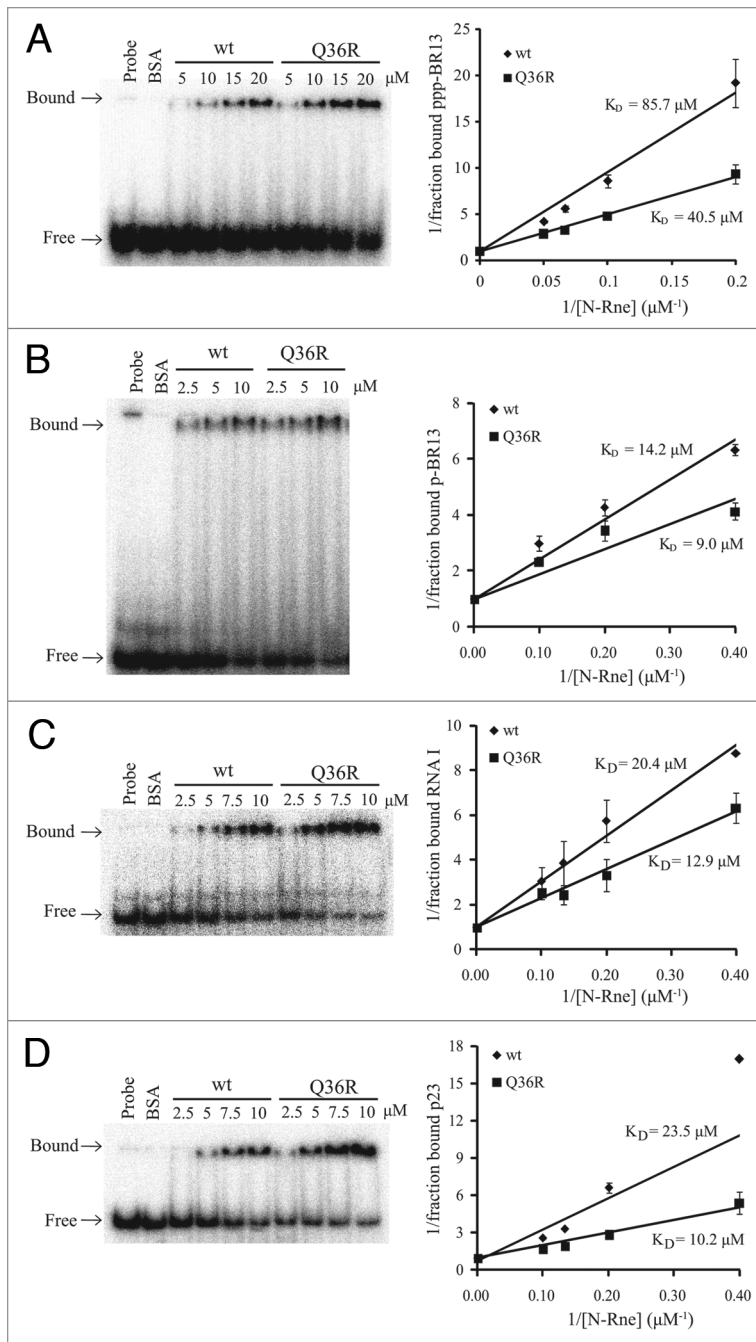 A
Probe
BSA
wt
Q36R
5 10 15 20 5 10 15 20 μM
Bound
Free
1/fraction bound ppp-BR13
25
20
15
10
5
0
wt
Q36R
KD = 85.7 μM
KD = 40.5 μM
0 0.05 0.1 0.15 0.2
1/[N-Rne] (μM-1)
B
Probe
BSA
wt
Q36R
2.5 5 10 2.5 5 10 μM
Bound
Free
1/fraction bound p-BR13
8
6
4
2
0
wt
Q36R
KD = 14.2 μM
KD = 9.0 μM
0.00 0.10 0.20 0.30 0.40
1/[N-Rne] (μM-1)
C
Probe
BSA
wt
Q36R
2.5 5 7.5 10 2.5 5 7.5 10 μM
Bound
Free
1/fraction bound RNA I
10
8
6
4
2
0
wt
Q36R
KD = 20.4 μM
KD = 12.9 μM
0.00 0.10 0.20 0.30 0.40
1/[N-Rne] (μM-1)
D
Probe
BSA
wt
Q36R
2.5 5 7.5 10 2.5 5 7.5 10 μM
Bound
Free
1/fraction bound p23
18
15
12
9
6
3
0
wt
Q36R
KD = 23.5 μM
KD = 10.2 μM
0.00 0.10 0.20 0.30 0.40
1/[N-Rne] (μM-1)